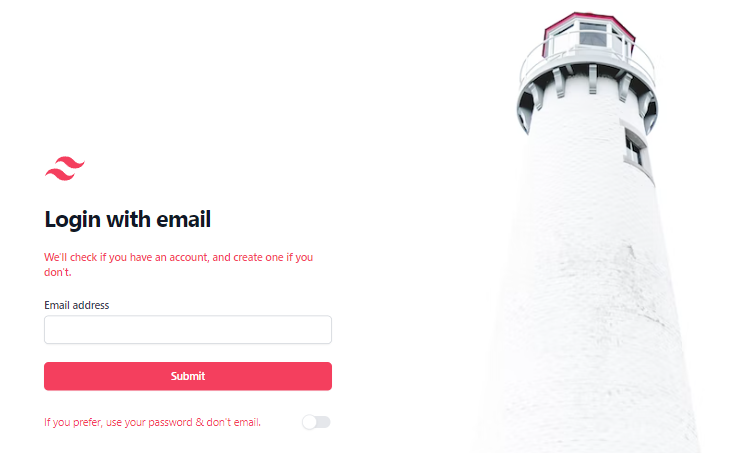 Login with email
We'll check if you have an account, and create one if you
don't.
Email address
Submit
If you prefer, use your password & don't email.